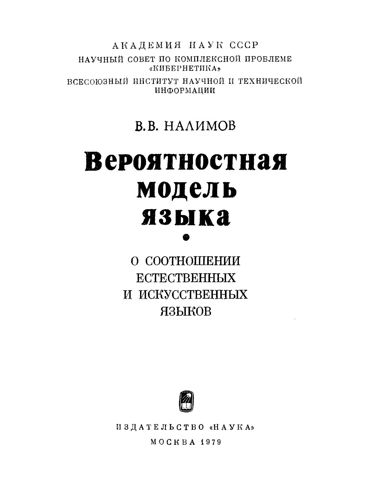 АКАДЕМИЯ НАУК СССР
НАУЧНЫЙ СОВЕТ ПО КОМПЛЕКСНОЙ ПРОБЛЕМЕ
«КИБЕРНЕТИКА»
ВСЕСОЮЗНЫЙ ИНСТИТУТ НАУЧНОЙ И ТЕХНИЧЕСКОЙ
ИНФОРМАЦИИ
В. В. НАЛИМОВ
Вероятностная
модель
языка
•
О СООТНОШЕНИИ
ЕСТЕСТВЕННЫХ
И ИСКУССТВЕННЫХ
ЯЗЫКОВ
ИЗДАТЕЛЬСТВО «НАУКА»
МОСКВА 1979